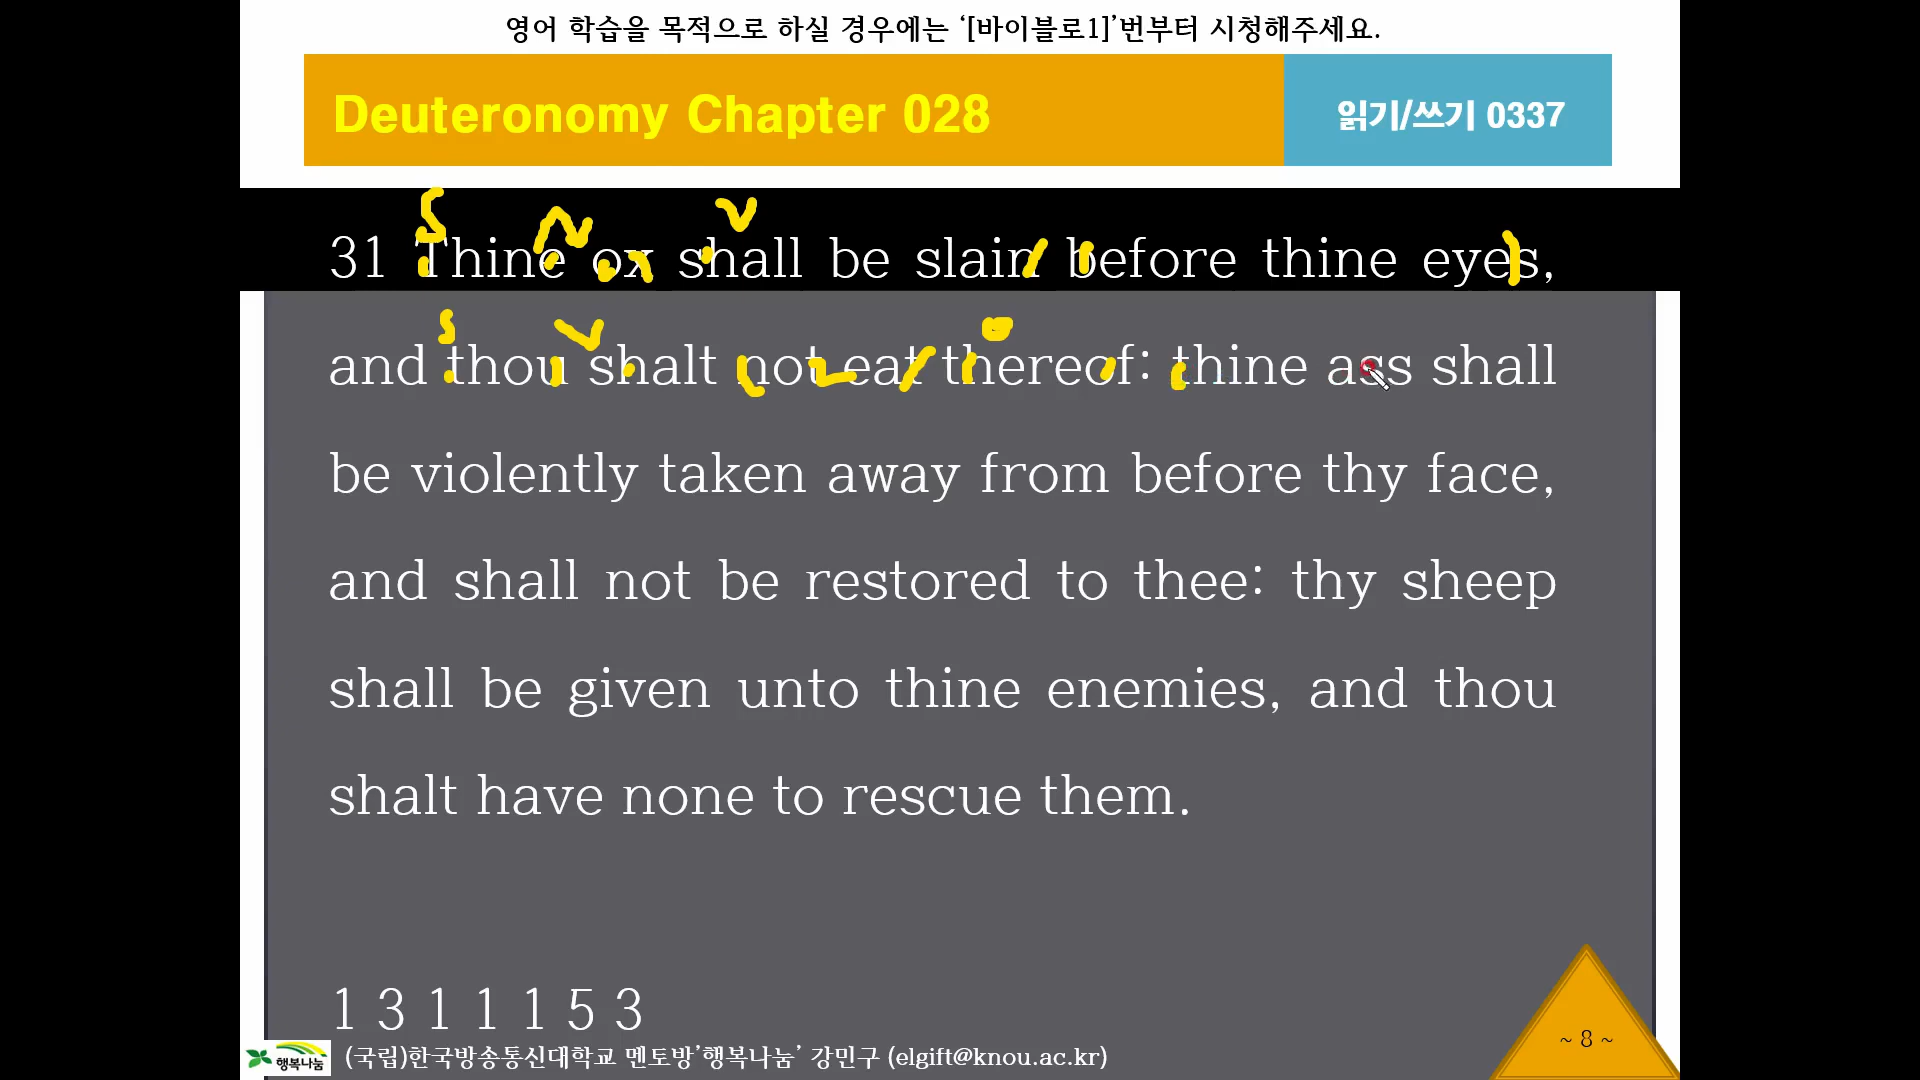 영어 학습을 목적으로 하실 경우에는 ‘[바이블로1]’번부터 시청해주세요.
Deuteronomy Chapter 028
읽기/쓰기 0337
S N V
31 Thine ox shall be slain before thine eyes,
s V o
and thou shalt not eat thereof: thine ass shall
be violently taken away from before thy face,
and shall not be restored to thee: thy sheep
shall be given unto thine enemies, and thou
shalt have none to rescue them.
1 3 1 1 1 5 3
~ 8 ~
행복나눔
(국립)한국방송통신대학교 멘토방’행복나눔’ 강민구 (elgift@knou.ac.kr)